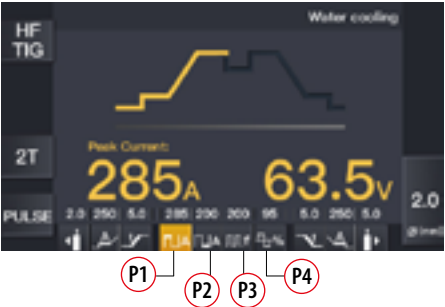 Water cooling
HF
TIG
Peak Current:
2T
285A
63.5V
PULSE
2.0 250 5.0 285 200 200 95 5.0 250 5.0
2.0
A A f %
P1 P2 P3 P4